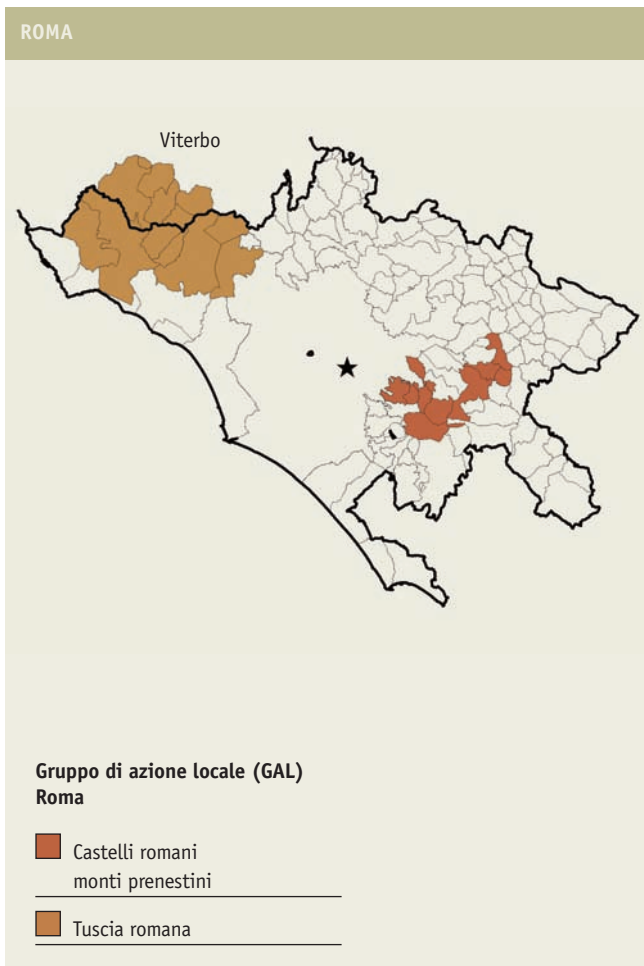 ROMA
Viterbo
Gruppo di azione locale (GAL)
Roma
Castelli romani
monti prenestini
Tuscia romana